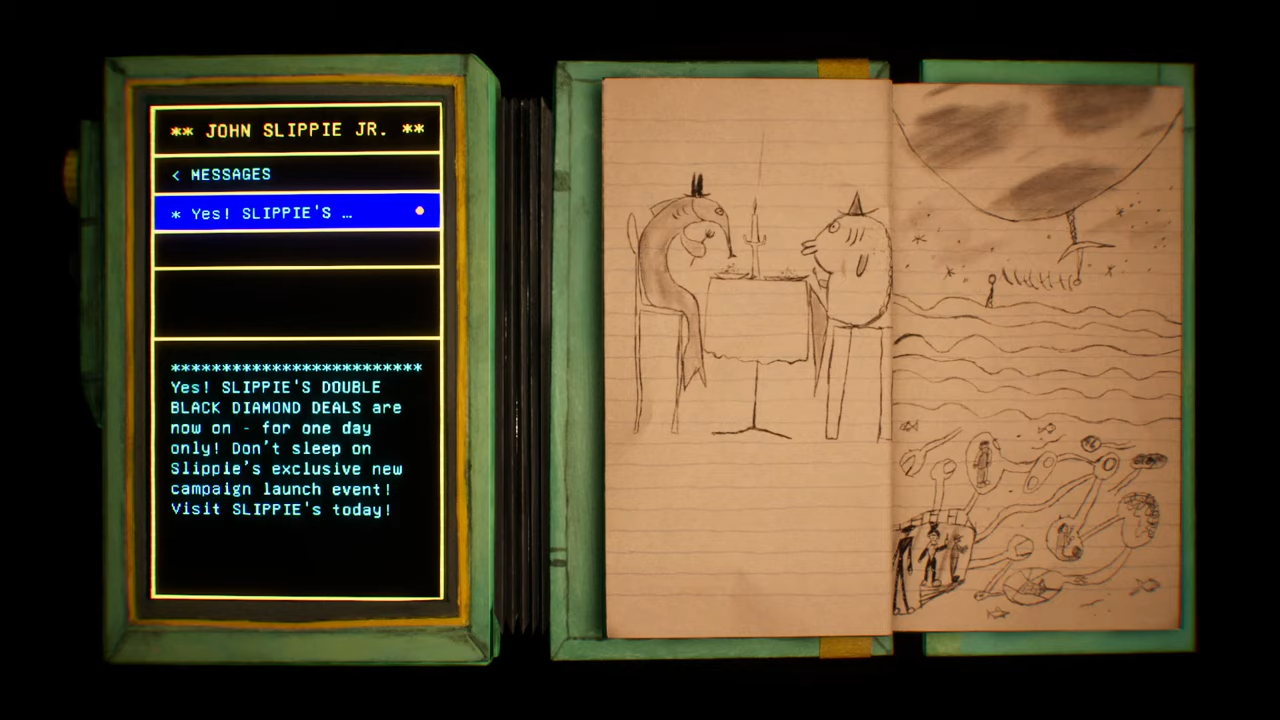 ** JOHN SLIPPIE JR. **
< MESSAGES
* Yes! SLIPPIE'S …
*************************
Yes! SLIPPIE'S DOUBLE
BLACK DIAMOND DEALS are
now on - for one day
only! Don't sleep on
Slippie's exclusive new
campaign launch event!
Visit SLIPPIE's today!